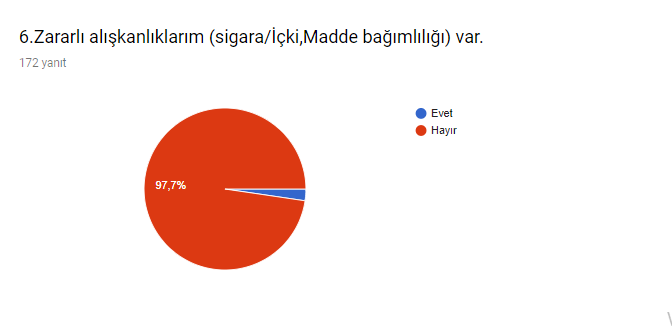 6.Zararlı alışkanlıklarım (sigara/İçki,Madde bağımlılığı) var.
172 yanıt
Evet
Hayır
97,7%